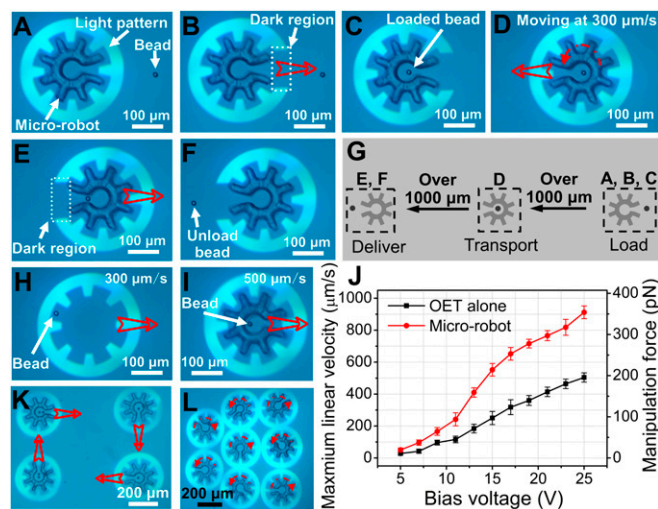 A
Light pattern
Bead
Micro-robot
100 µm
B
Dark region
100 µm
C
Loaded bead
100 µm
D
Moving at 300 µm/s
100 µm
E
Dark region
100 µm
F
Unload
bead
100 µm
G
E, F
Over
1000 µm
D
Over
1000 µm
A, B, C
Deliver
Transport
Load
H
300 µm/s
Bead
100 µm
I
500 µm/s
Bead
100 µm
J
OET alone
Micro-robot
Maxmium linear velocity (µm/s)
1000
800
600
400
200
0
0 5 10 15 20 25
Bias voltage (V)
400
300
200
100
0
Manipulation force (pN)
K
200 µm
L
200 µm